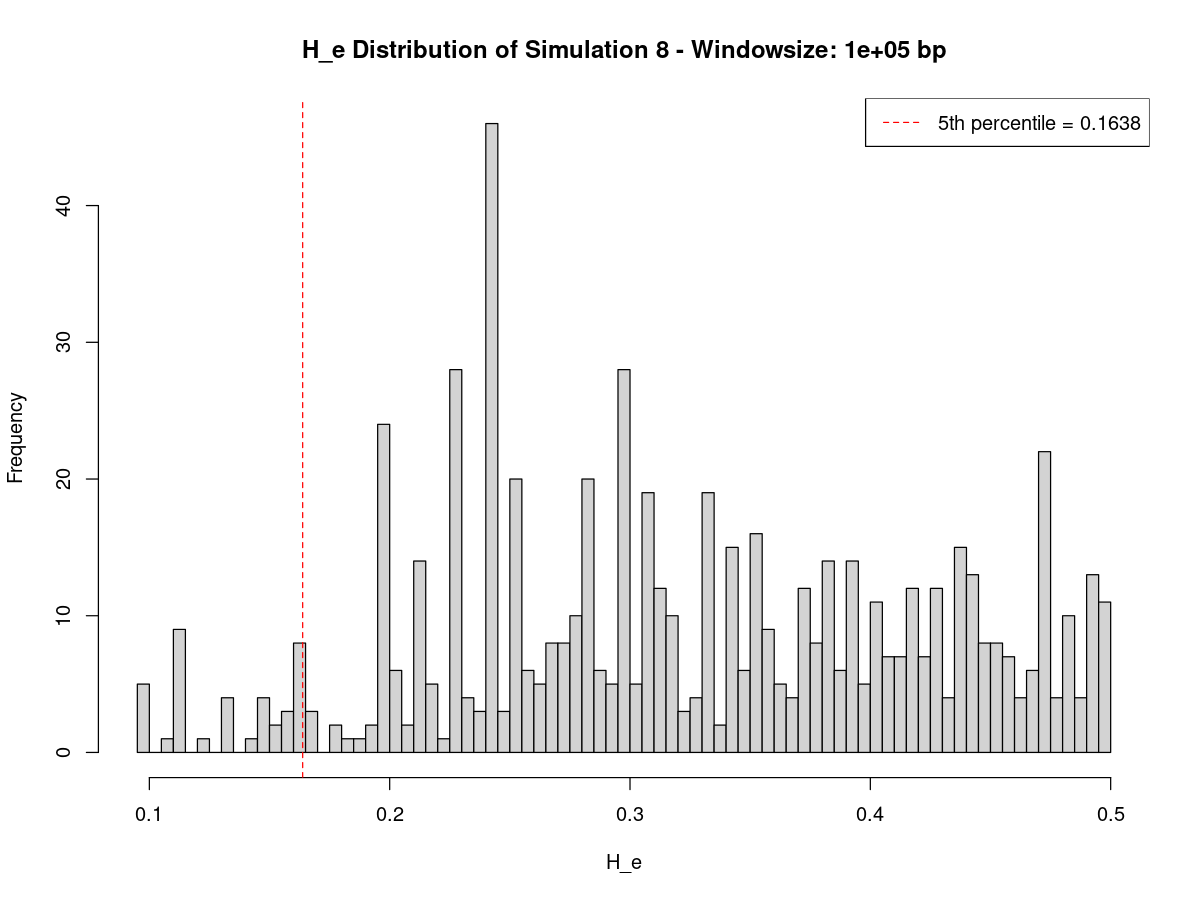 H_e Distribution of Simulation 8 - Windowsize: 1e+05 bp
5th percentile = 0.1638
Frequency
40
30
20
10
0
0.1 0.2 0.3 0.4 0.5
H_e